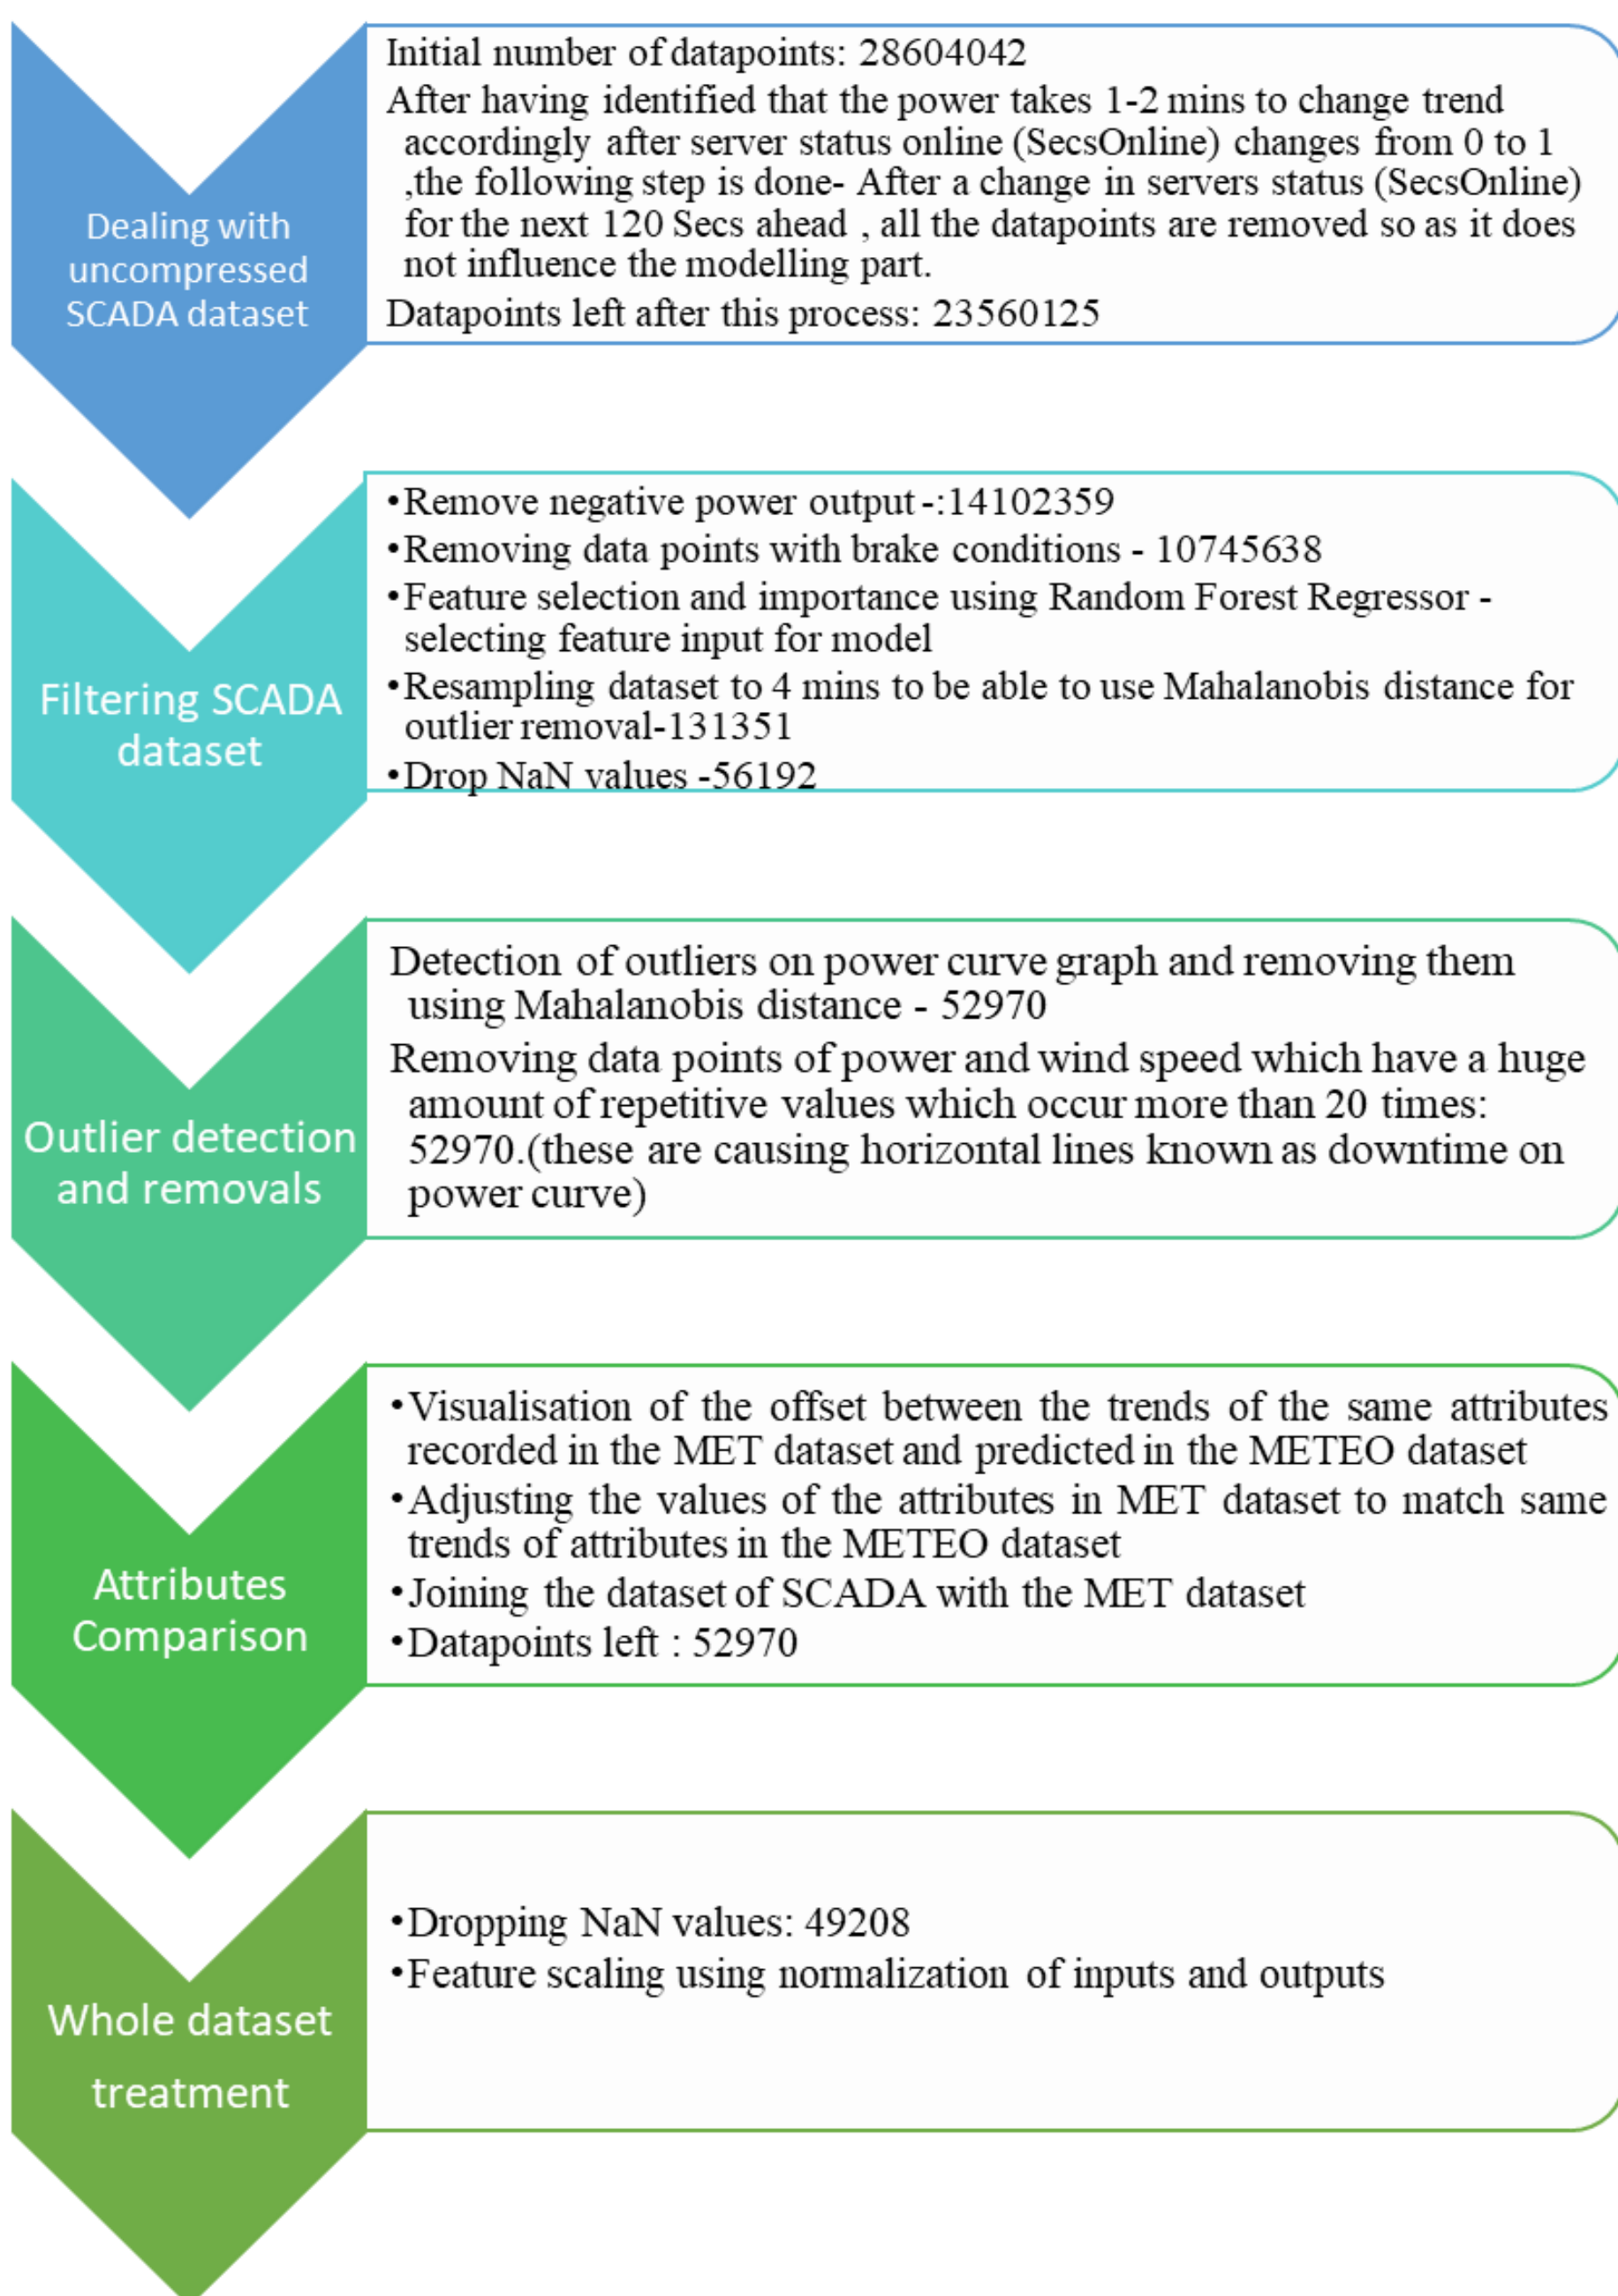 Dealing with
uncompressed
SCADA dataset
Initial number of datapoints: 28604042
After having identified that the power takes 1-2 mins to change trend
accordingly after server status online (SecsOnline) changes from 0 to 1
,the following step is done- After a change in servers status (SecsOnline)
for the next 120 Secs ahead , all the datapoints are removed so as it does
not influence the modelling part.
Datapoints left after this process: 23560125
Filtering SCADA
dataset
•Remove negative power output -:14102359
•Removing data points with brake conditions - 10745638
•Feature selection and importance using Random Forest Regressor -
selecting feature input for model
•Resampling dataset to 4 mins to be able to use Mahalanobis distance for
outlier removal-131351
•Drop NaN values -56192
Outlier detection
and removals
Detection of outliers on power curve graph and removing them
using Mahalanobis distance - 52970
Removing data points of power and wind speed which have a huge
amount of repetitive values which occur more than 20 times:
52970.(these are causing horizontal lines known as downtime on
power curve)
Attributes
Comparison
•Visualisation of the offset between the trends of the same attributes
recorded in the MET dataset and predicted in the METEO dataset
•Adjusting the values of the attributes in MET dataset to match same
trends of attributes in the METEO dataset
•Joining the dataset of SCADA with the MET dataset
•Datapoints left : 52970
Whole dataset
treatment
•Dropping NaN values: 49208
•Feature scaling using normalization of inputs and outputs